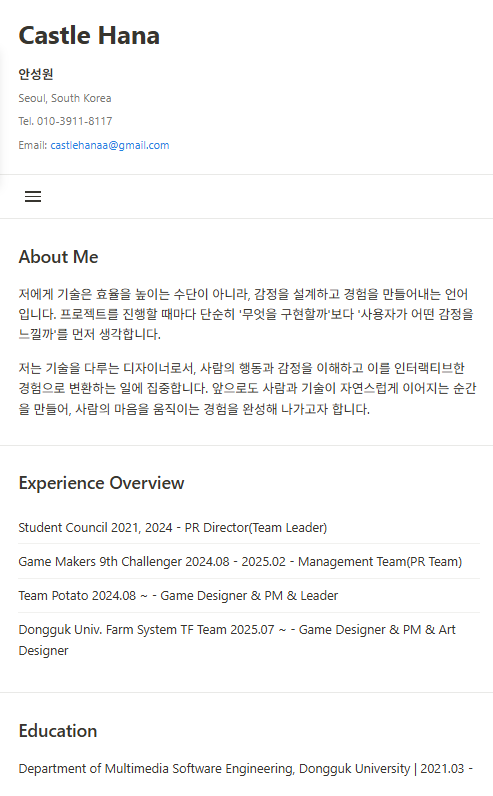 Castle Hana
안성원
Seoul, South Korea
Tel. 010-3911-8117
Email: castlehanaa@gmail.com
About Me
저에게 기술은 효율을 높이는 수단이 아니라, 감정을 설계하고 경험을 만들어내는 언어
입니다. 프로젝트를 진행할 때마다 단순히 '무엇을 구현할까'보다 '사용자가 어떤 감정을
느낄까'를 먼저 생각합니다.
저는 기술을 다루는 디자이너로서, 사람의 행동과 감정을 이해하고 이를 인터랙티브한
경험으로 변환하는 일에 집중합니다. 앞으로도 사람과 기술이 자연스럽게 이어지는 순간
을 만들어, 사람의 마음을 움직이는 경험을 완성해 나가고자 합니다.
Experience Overview
Student Council 2021, 2024 - PR Director(Team Leader)
Game Makers 9th Challenger 2024.08 - 2025.02 - Management Team(PR Team)
Team Potato 2024.08 ~ - Game Designer & PM & Leader
Dongguk Univ. Farm System TF Team 2025.07 ~ - Game Designer & PM & Art
Designer
Education
Department of Multimedia Software Engineering, Dongguk University | 2021.03 -